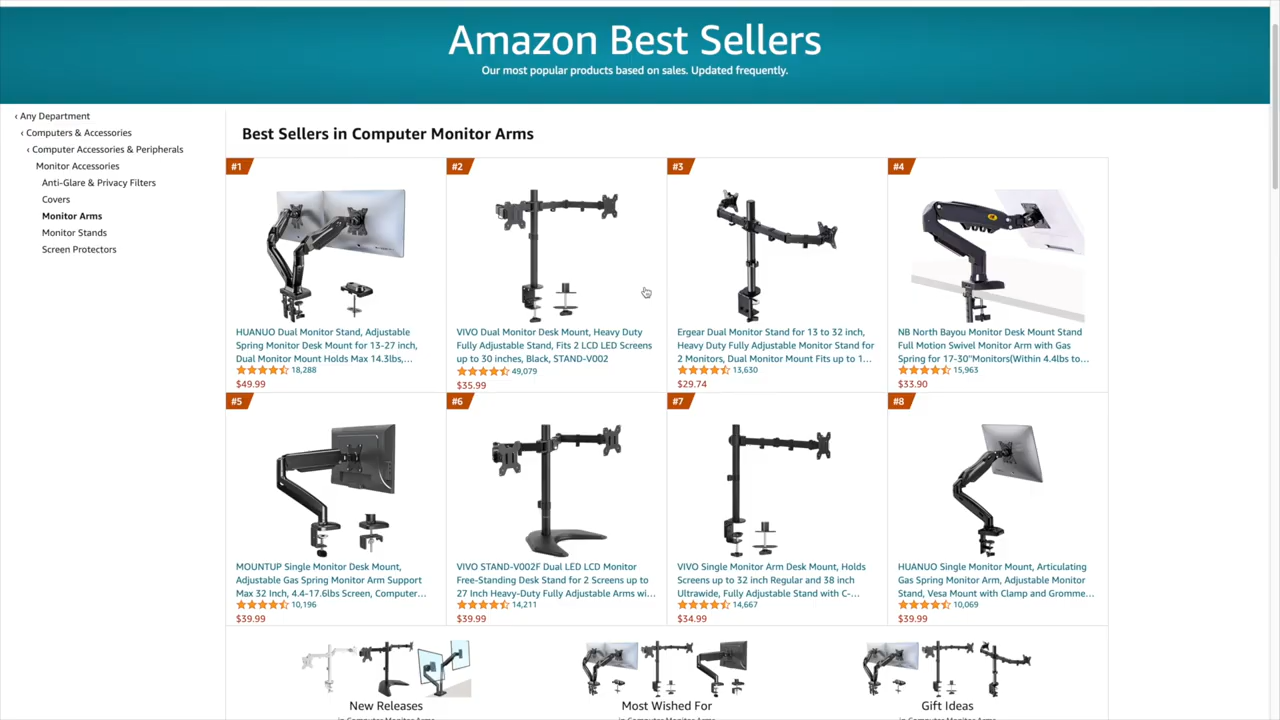 Amazon Best Sellers
Our most popular products based on sales. Updated frequently.
‹ Any Department
‹ Computers & Accessories
‹ Computer Accessories & Peripherals
Monitor Accessories
Anti-Glare & Privacy Filters
Covers
Monitor Arms
Monitor Stands
Screen Protectors
Best Sellers in Computer Monitor Arms
#1
HUANUO Dual Monitor Stand, Adjustable
Spring Monitor Desk Mount for 13-27 inch,
Dual Monitor Mount Holds Max 14.3lbs,...
18,288
$49.99
#2
VIVO Dual Monitor Desk Mount, Heavy Duty
Fully Adjustable Stand, Fits 2 LCD LED Screens
up to 30 inches, Black, STAND-V002
49,079
$35.99
#3
Ergear Dual Monitor Stand for 13 to 32 inch,
Heavy Duty Fully Adjustable Monitor Stand for
2 Monitors, Dual Monitor Mount Fits up to 1...
13,630
$29.74
#4
NB North Bayou Monitor Desk Mount Stand
Full Motion Swivel Monitor Arm with Gas
Spring for 17-30''Monitors(Within 4.4lbs to...
15,963
$33.90
#5
MOUNTUP Single Monitor Desk Mount,
Adjustable Gas Spring Monitor Arm Support
Max 32 Inch, 4.4-17.6lbs Screen, Computer...
10,196
$39.99
#6
VIVO STAND-V002F Dual LED LCD Monitor
Free-Standing Desk Stand for 2 Screens up to
27 Inch Heavy-Duty Fully Adjustable Arms wi...
14,211
$39.99
#7
VIVO Single Monitor Arm Desk Mount, Holds
Screens up to 32 inch Regular and 38 inch
Ultrawide, Fully Adjustable Stand with C-...
14,667
$34.99
#8
HUANUO Single Monitor Mount, Articulating
Gas Spring Monitor Arm, Adjustable Monitor
Stand, Vesa Mount with Clamp and Gromme...
10,069
$39.99
New Releases
in Computer Monitor Arms
Most Wished For
in Computer Monitor Arms
Gift Ideas
in Computer Monitor Arms